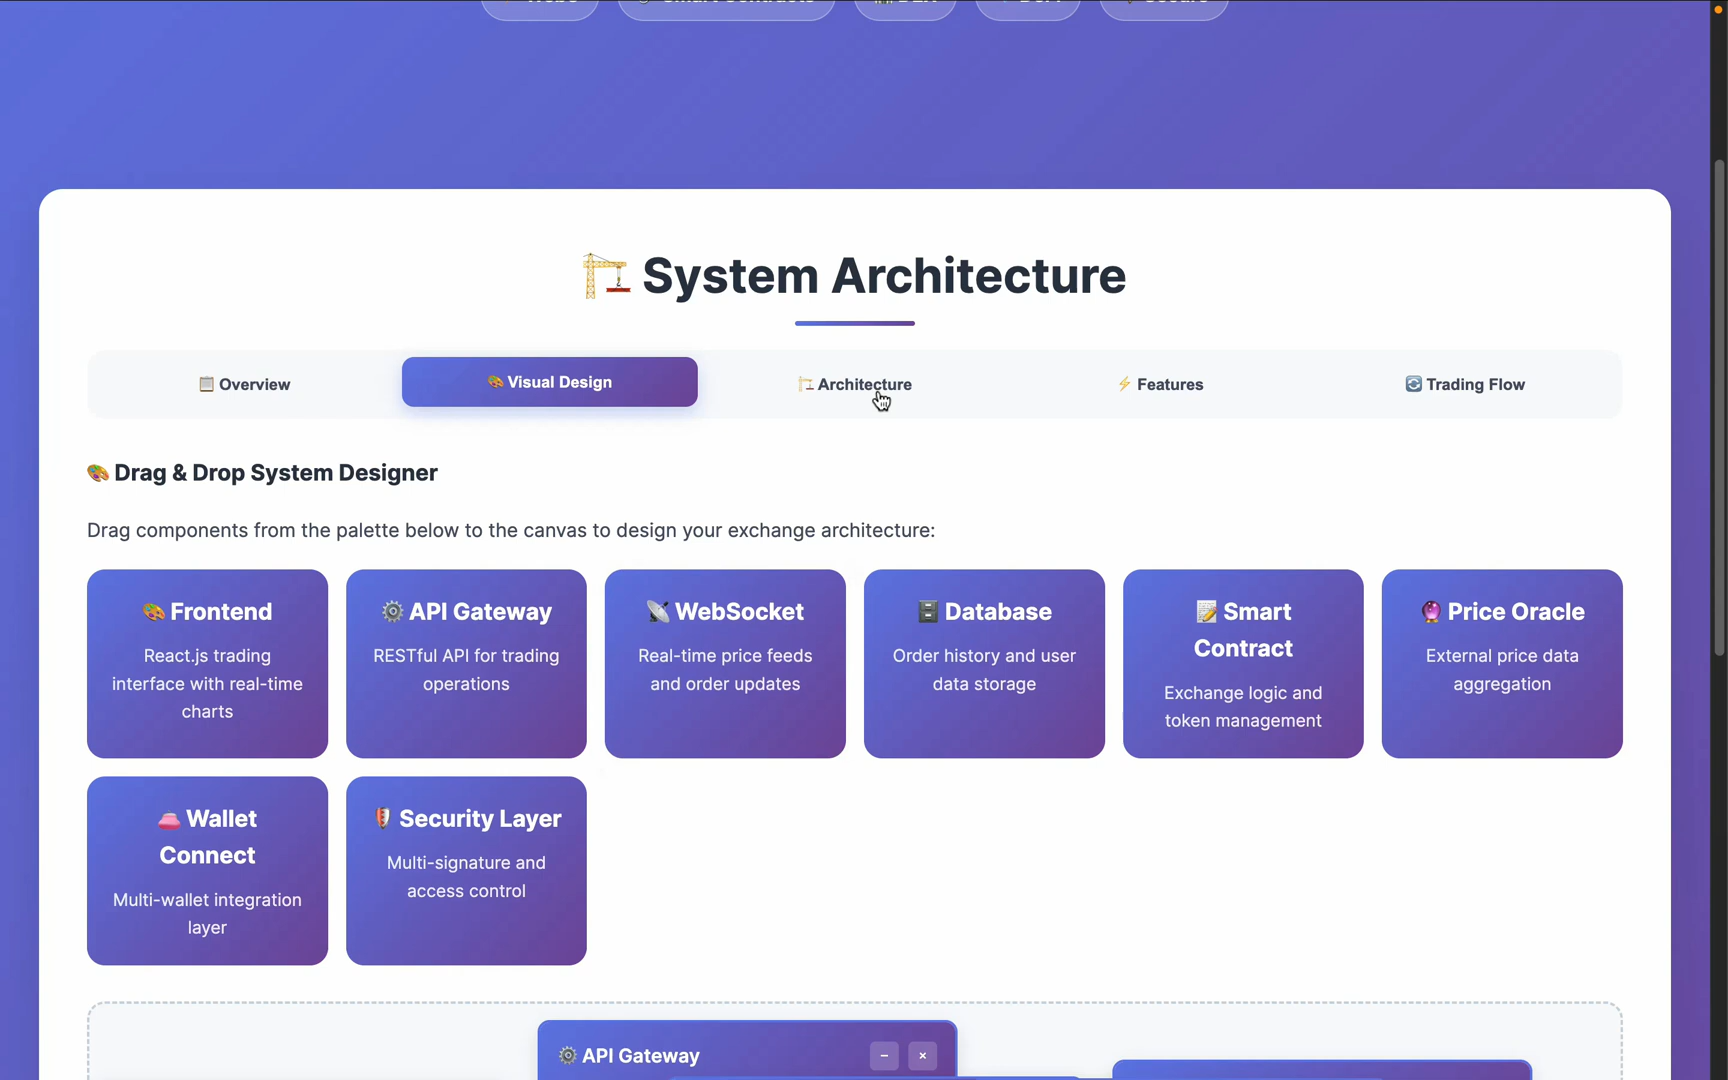 System Architecture
Overview
Visual Design
Architecture
Features
Trading Flow
Drag & Drop System Designer
Drag components from the palette below to the canvas to design your exchange architecture:
Frontend
React.js trading
interface with real-time
charts
API Gateway
RESTful API for trading
operations
WebSocket
Real-time price feeds
and order updates
Database
Order history and user
data storage
Smart
Contract
Exchange logic and
token management
Price Oracle
External price data
aggregation
Wallet
Connect
Multi-wallet integration
layer
Security Layer
Multi-signature and
access control
API Gateway